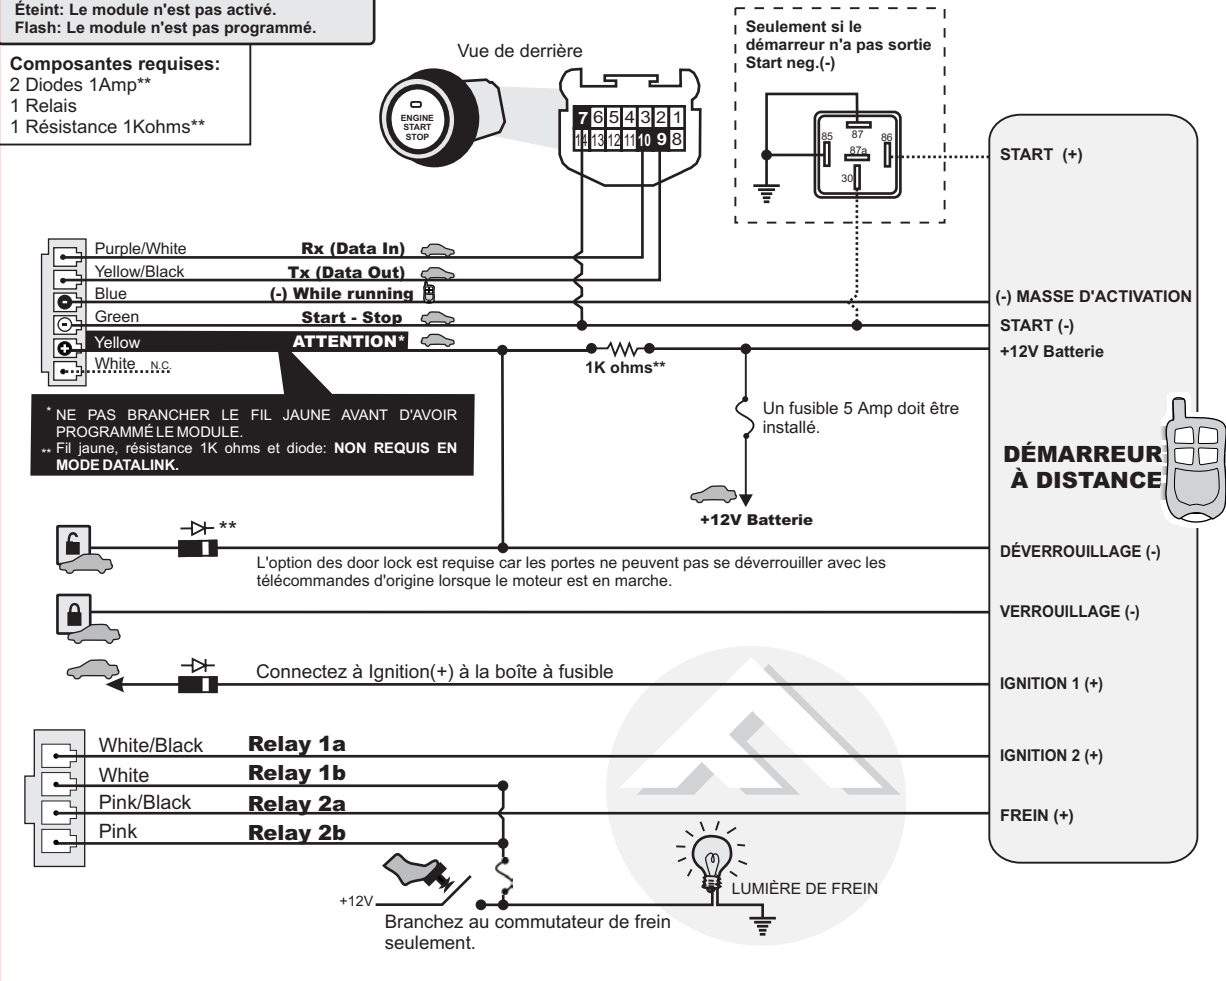 Éteint: Le module n'est pas activé.
Flash: Le module n'est pas programmé.
Composantes requises:
2 Diodes 1Amp**
1 Relais
1 Résistance 1Kohms**
Vue de derrière
ENGINE
START
STOP
7 6 5 4 3 2 1
14 13 12 11 10 9 8
Seulement si le
démarreur n'a pas sortie
Start neg.(-)
85
87
86
87a
30
START (+)
Purple/White
Rx (Data In)
Yellow/Black
Tx (Data Out)
Blue
(-) While running
(-) MASSE D'ACTIVATION
Green
Start - Stop
START (-)
Yellow
ATTENTION*
+12V Batterie
White
N.C.
1K ohms**
* NE PAS BRANCHER LE FIL JAUNE AVANT D'AVOIR
PROGRAMMÉ LE MODULE.
** Fil jaune, résistance 1K ohms et diode: NON REQUIS EN
MODE DATALINK.
Un fusible 5 Amp doit être
installé.
+12V Batterie
DÉMARREUR
À DISTANCE
**
DÉVERROUILLAGE (-)
L'option des door lock est requise car les portes ne peuvent pas se déverrouiller avec les
télécommandes d'origine lorsque le moteur est en marche.
VERROUILLAGE (-)
Connectez à Ignition(+) à la boîte à fusible
IGNITION 1 (+)
White/Black
Relay 1a
IGNITION 2 (+)
White
Relay 1b
Pink/Black
Relay 2a
FREIN (+)
Pink
Relay 2b
+12V
LUMIÈRE DE FREIN
Branchez au commutateur de frein
seulement.